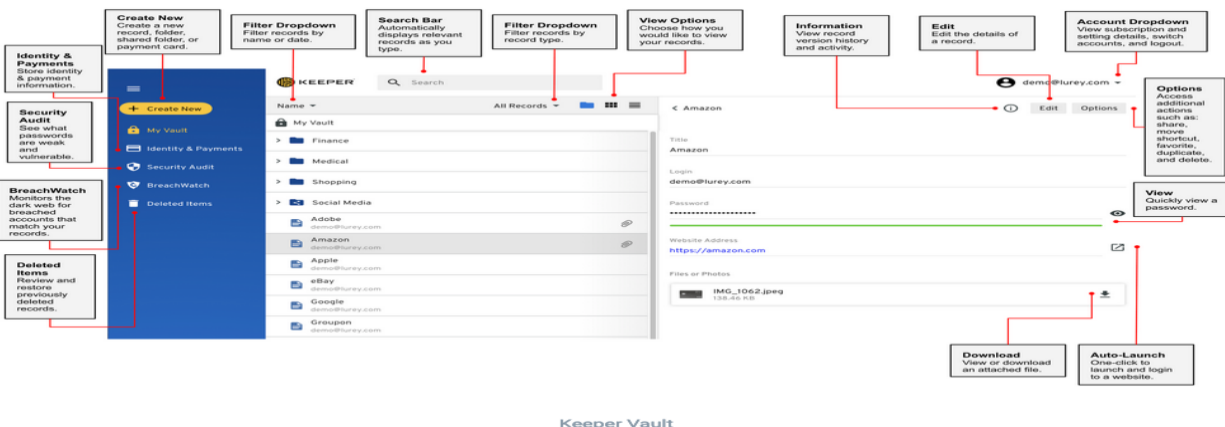 Create New
Create a new
record, folder,
shared folder, or
payment card.
Filter Dropdown
Filter records by
name or date.
Search Bar
Automatically
displays relevant
records as you
type.
Filter Dropdown
Filter records by
record type.
View Options
Choose how you
would like to view
your records.
Information
View record
version history
and activity.
Edit
Edit the details of
a record.
Account Dropdown
View subscription and
setting details, switch
accounts, and logout.
Identity &
Payments
Store identity
& payment
information.
Security
Audit
See what
passwords
are weak
and
vulnerable.
BreachWatch
Monitors the
dark web for
breached
accounts that
match your
records.
Deleted
Items
Review and
restore
previously
deleted
records.
+ Create New
My Vault
Identity & Payments
Security Audit
BreachWatch
Deleted Items
KEEPER
Search
demo@lurey.com
Name
All Records
My Vault
> Finance
> Medical
> Shopping
> Social Media
Adobe
demo@lurey.com
Amazon
demo@lurey.com
Apple
demo@lurey.com
eBay
demo@lurey.com
Google
demo@lurey.com
Groupon
demo@lurey.com
< Amazon
Edit
Options
Title
Amazon
Login
demo@lurey.com
Password
Website Address
https://amazon.com
Files or Photos
IMG_1062.jpeg
138.46 KB
Options
Access
additional
actions
such as:
share,
move
shortcut,
favorite,
duplicate,
and delete.
View
Quickly view a
password.
Download
View or download
an attached file.
Auto-Launch
One-click to
launch and login
to a website.
Keeper Vault